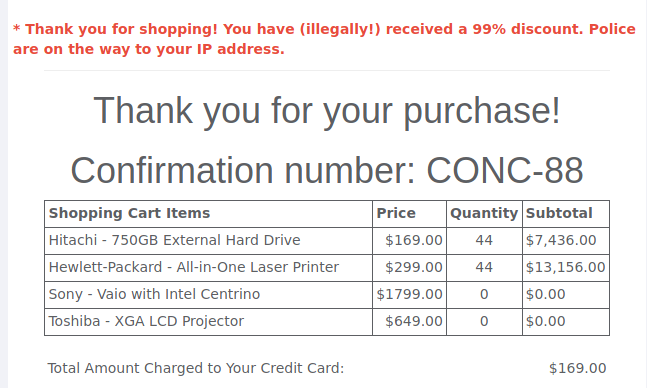 * Thank you for shopping! You have (illegally!) received a 99% discount. Police
are on the way to your IP address.
Thank you for your purchase!
Confirmation number: CONC-88
Shopping Cart Items Price Quantity Subtotal
Hitachi - 750GB External Hard Drive $169.00 44 $7,436.00
Hewlett-Packard - All-in-One Laser Printer $299.00 44 $13,156.00
Sony - Vaio with Intel Centrino $1799.00 0 $0.00
Toshiba - XGA LCD Projector $649.00 0 $0.00
Total Amount Charged to Your Credit Card: $169.00